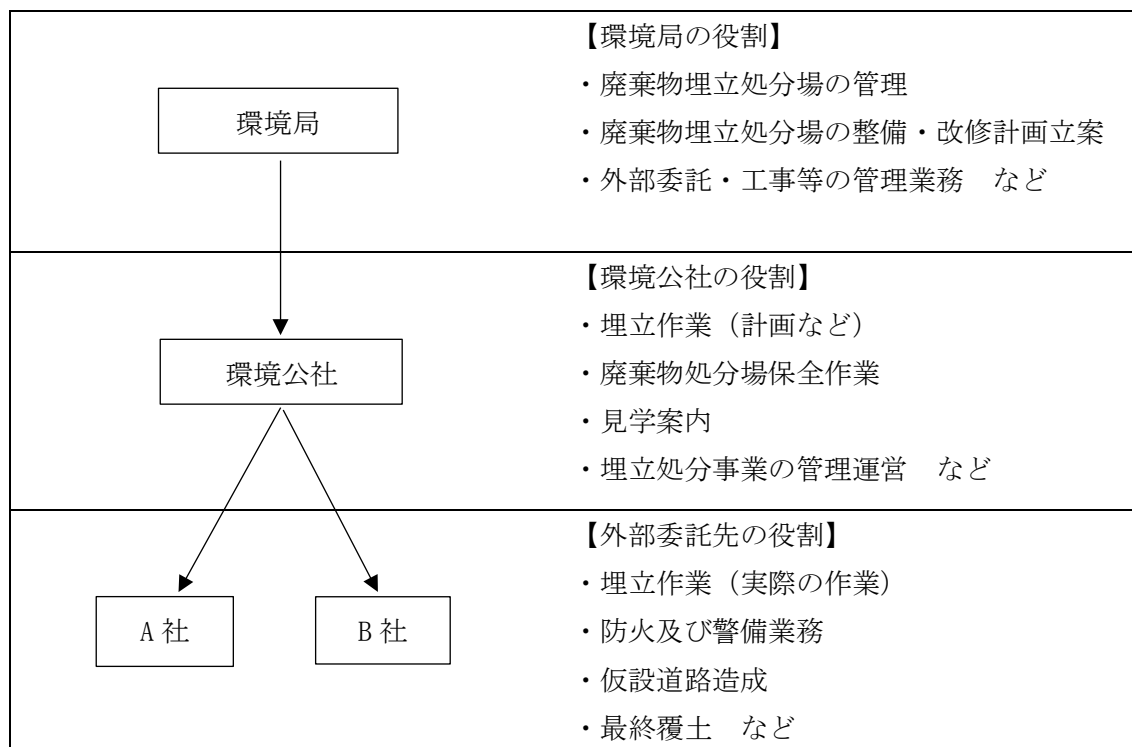 環境局
【環境局の役割】
・廃棄物埋立処分場の管理
・廃棄物埋立処分場の整備・改修計画立案
・外部委託・工事等の管理業務　など
環境公社
【環境公社の役割】
・埋立作業（計画など）
・廃棄物処分場保全作業
・見学案内
・埋立処分事業の管理運営　など
A 社
B 社
【外部委託先の役割】
・埋立作業（実際の作業）
・防火及び警備業務
・仮設道路造成
・最終覆土　など